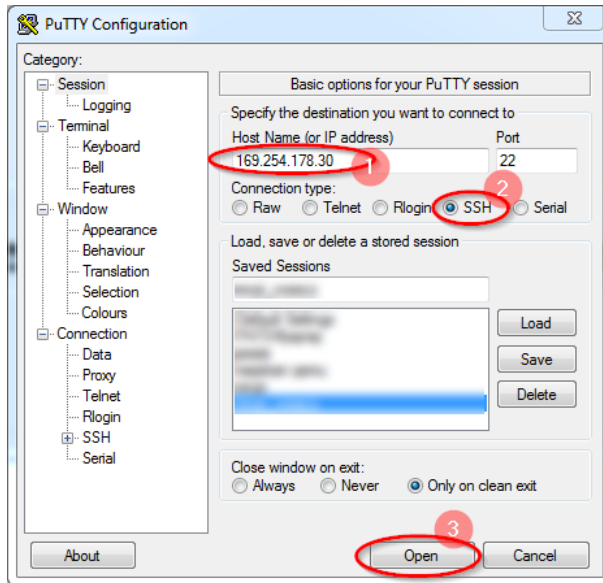 PuTTY Configuration
Category:
Session
Logging
Terminal
Keyboard
Bell
Features
Window
Appearance
Behaviour
Translation
Selection
Colours
Connection
Data
Proxy
Telnet
Rlogin
SSH
Serial
Basic options for your PuTTY session
Specify the destination you want to connect to
Host Name (or IP address) Port
169.254.178.30 22
1
Connection type:
2
Raw Telnet Rlogin SSH Serial
Load, save or delete a stored session
Saved Sessions
Load
Save
Delete
Close window on exit:
Always Never Only on clean exit
3
About Open Cancel